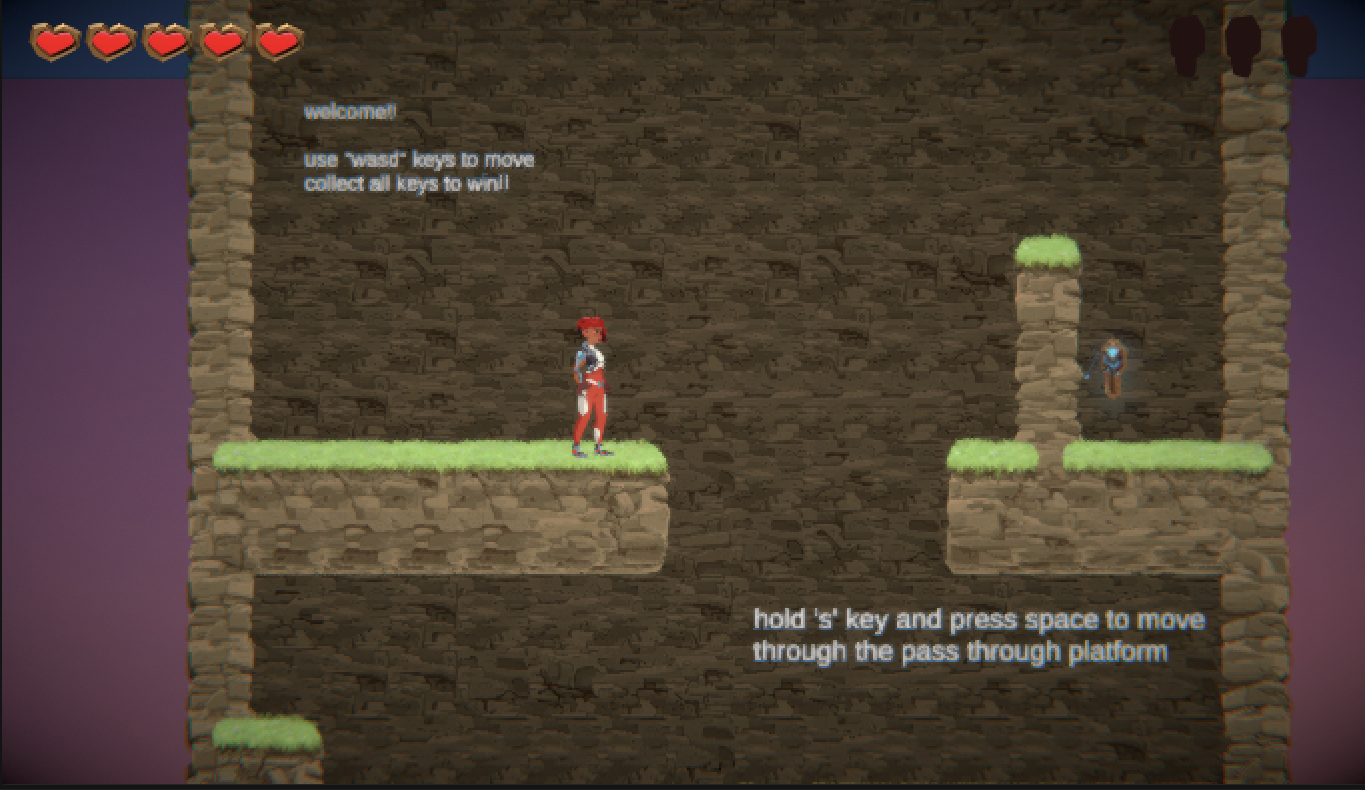 welcome!!
use "wasd" keys to move
collect all keys to win!!
hold 's' key and press space to move
through the pass through platform